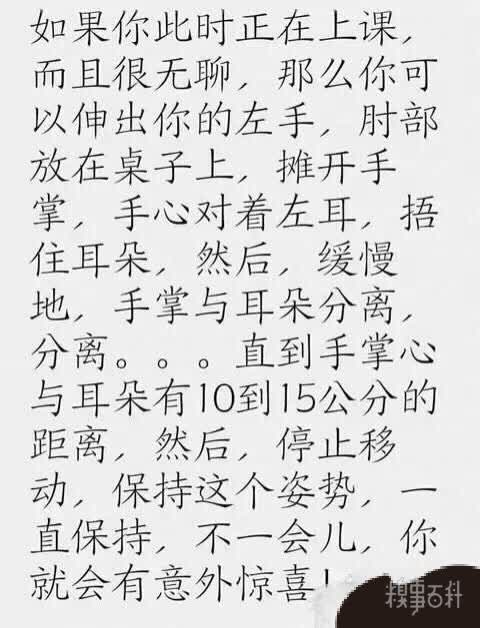 如果你此时正在上课，
而且很无聊，那么你可
以伸出你的左手，肘部
放在桌子上，摊开手
掌，手心对着左耳，捂
住耳朵，然后，缓慢
地，手掌与耳朵分离，
分离。。。直到手掌心
与耳朵有10到15公分的
距离，然后，停止移
动，保持这个姿势，一
直保持，不一会儿，你
就会有意外惊喜！
糗事百科